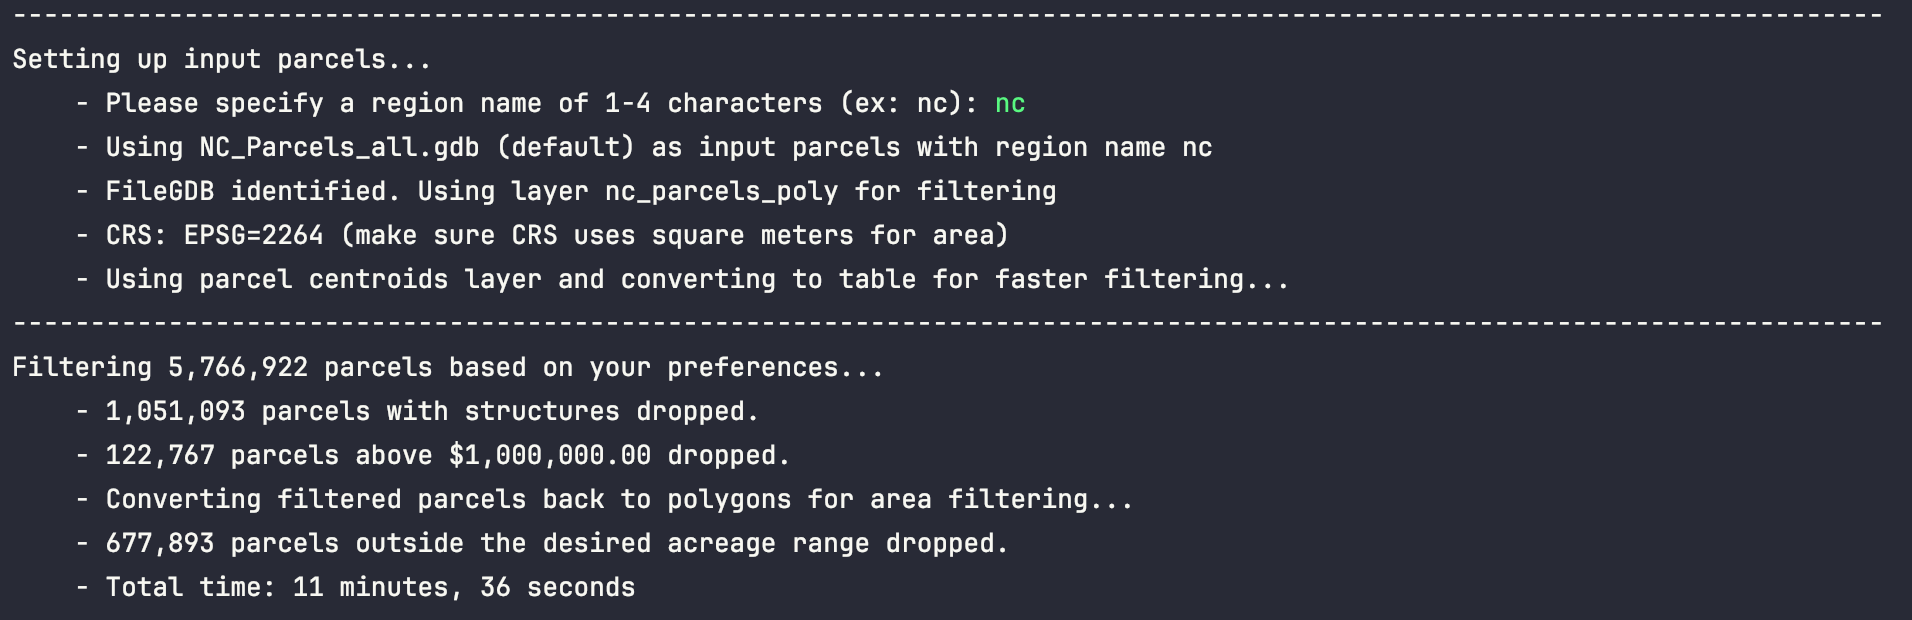 Setting up input parcels...
- Please specify a region name of 1-4 characters (ex: nc): nc
- Using NC_Parcels_all.gdb (default) as input parcels with region name nc
- FileGDB identified. Using layer nc_parcels_poly for filtering
- CRS: EPSG=2264 (make sure CRS uses square meters for area)
- Using parcel centroids layer and converting to table for faster filtering...
Filtering 5,766,922 parcels based on your preferences...
- 1,051,093 parcels with structures dropped.
- 122,767 parcels above $1,000,000.00 dropped.
- Converting filtered parcels back to polygons for area filtering...
- 677,893 parcels outside the desired acreage range dropped.
- Total time: 11 minutes, 36 seconds